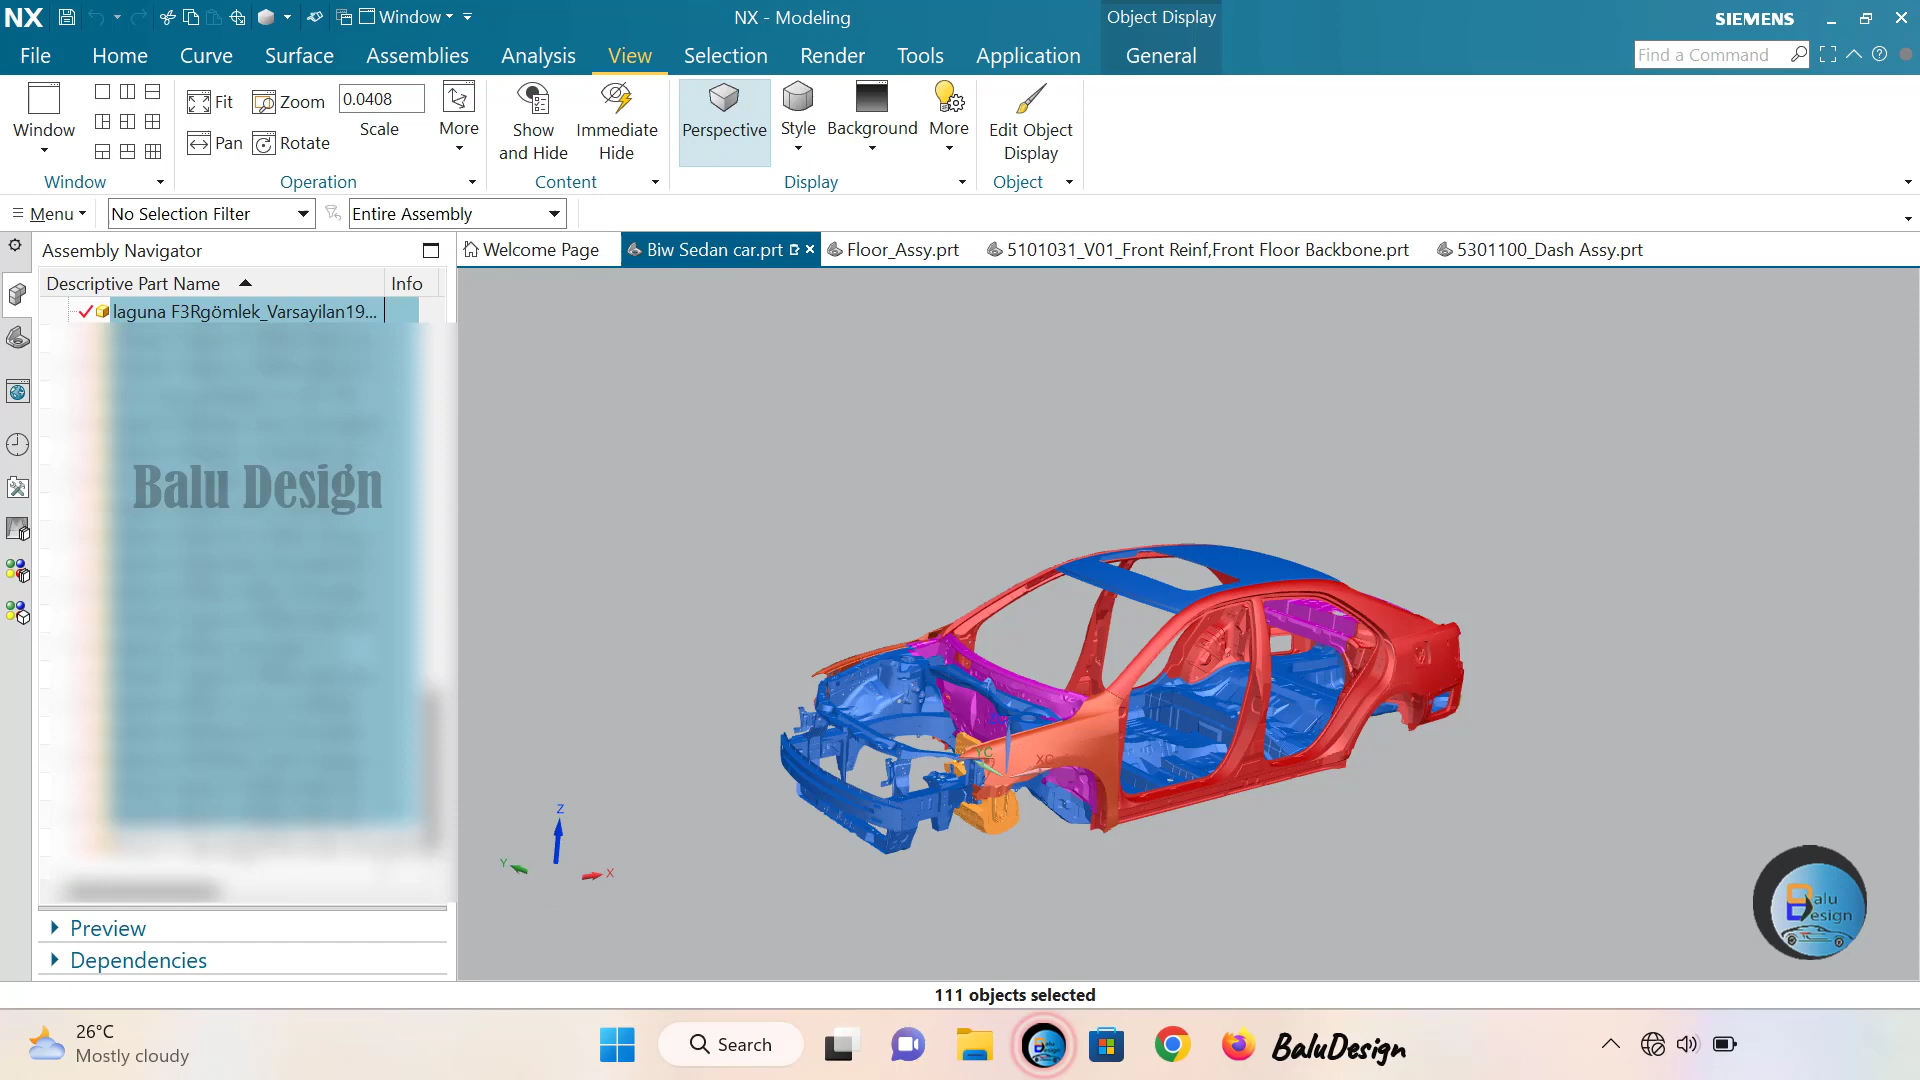 NX
Window
NX - Modeling
Object Display
SIEMENS
File
Home
Curve
Surface
Assemblies
Analysis
View
Selection
Render
Tools
Application
General
Find a Command
Window
Fit
Zoom
0.0408
Scale
Pan
Rotate
More
Show and Hide
Immediate Hide
Perspective
Style
Background
More
Edit Object Display
Window
Operation
Content
Display
Object
Menu
No Selection Filter
Entire Assembly
Assembly Navigator
Welcome Page
Biw Sedan car.prt
Floor_Assy.prt
5101031_V01_Front Reinf,Front Floor Backbone.prt
5301100_Dash Assy.prt
Descriptive Part Name
Info
laguna F3Rgömlek_Varsayilan19...
Balu Design
YC
XC
Z
Y
X
Balu
Design
Preview
Dependencies
111 objects selected
26°C
Mostly cloudy
Search
BaluDesign